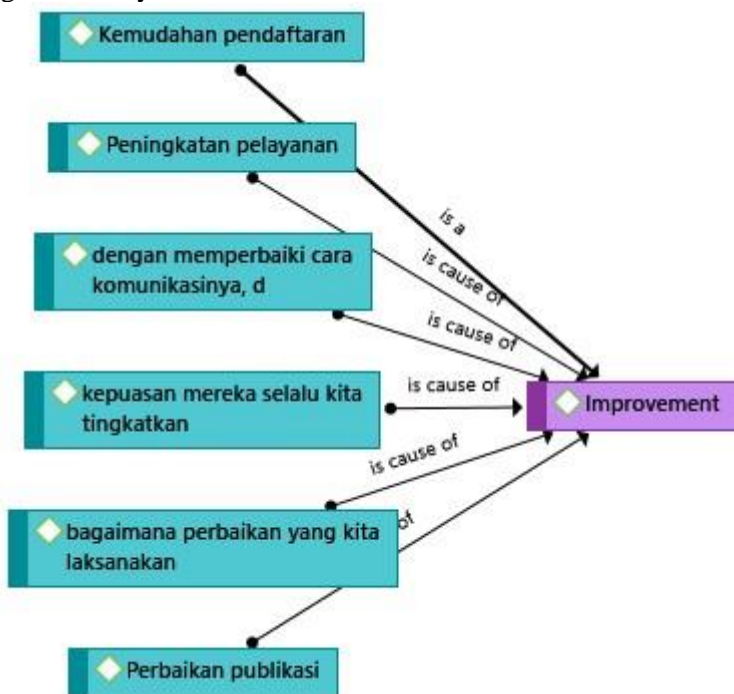 Kemudahan pendaftaran
Peningkatan pelayanan
is a
dengan memperbaiki cara
komunikasinya, d
is cause of
is cause of
kepuasan mereka selalu kita
tingkatkan
is cause of
Improvement
is cause of
bagaimana perbaikan yang kita
laksanakan
of
Perbaikan publikasi